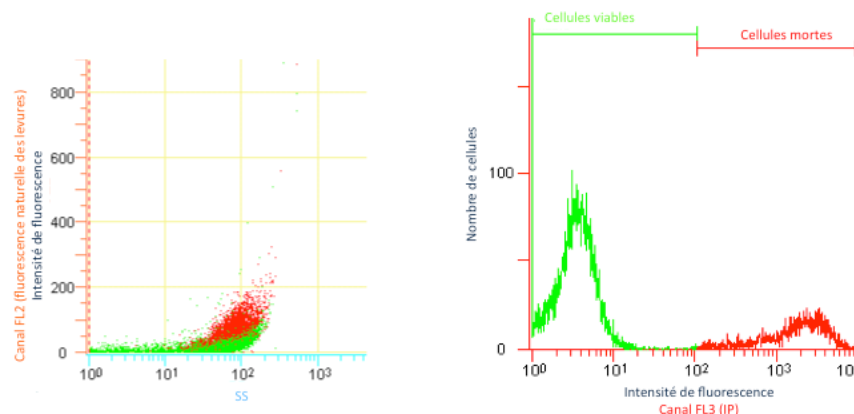 Canal FL2 (fluorescence naturelle des levures)
Intensité de fluorescence
800
600
400
200
0
10⁰
10¹
10²
10³
SS
Cellules viables
Cellules mortes
Nombre de cellules
100
0
10⁰
10¹
10²
10³
10
Intensité de fluorescence
Canal FL3 (IP)